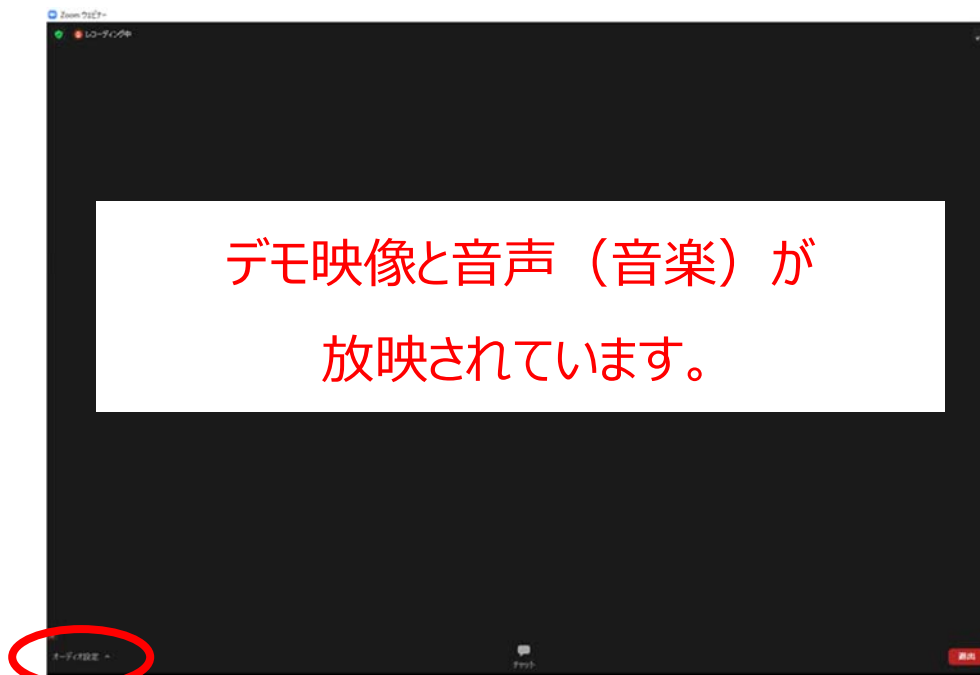 Zoom ウェビナー
レコーディング中
デモ映像と音声（音楽）が
放映されています。
オーディオ設定 ^
チャット
退出